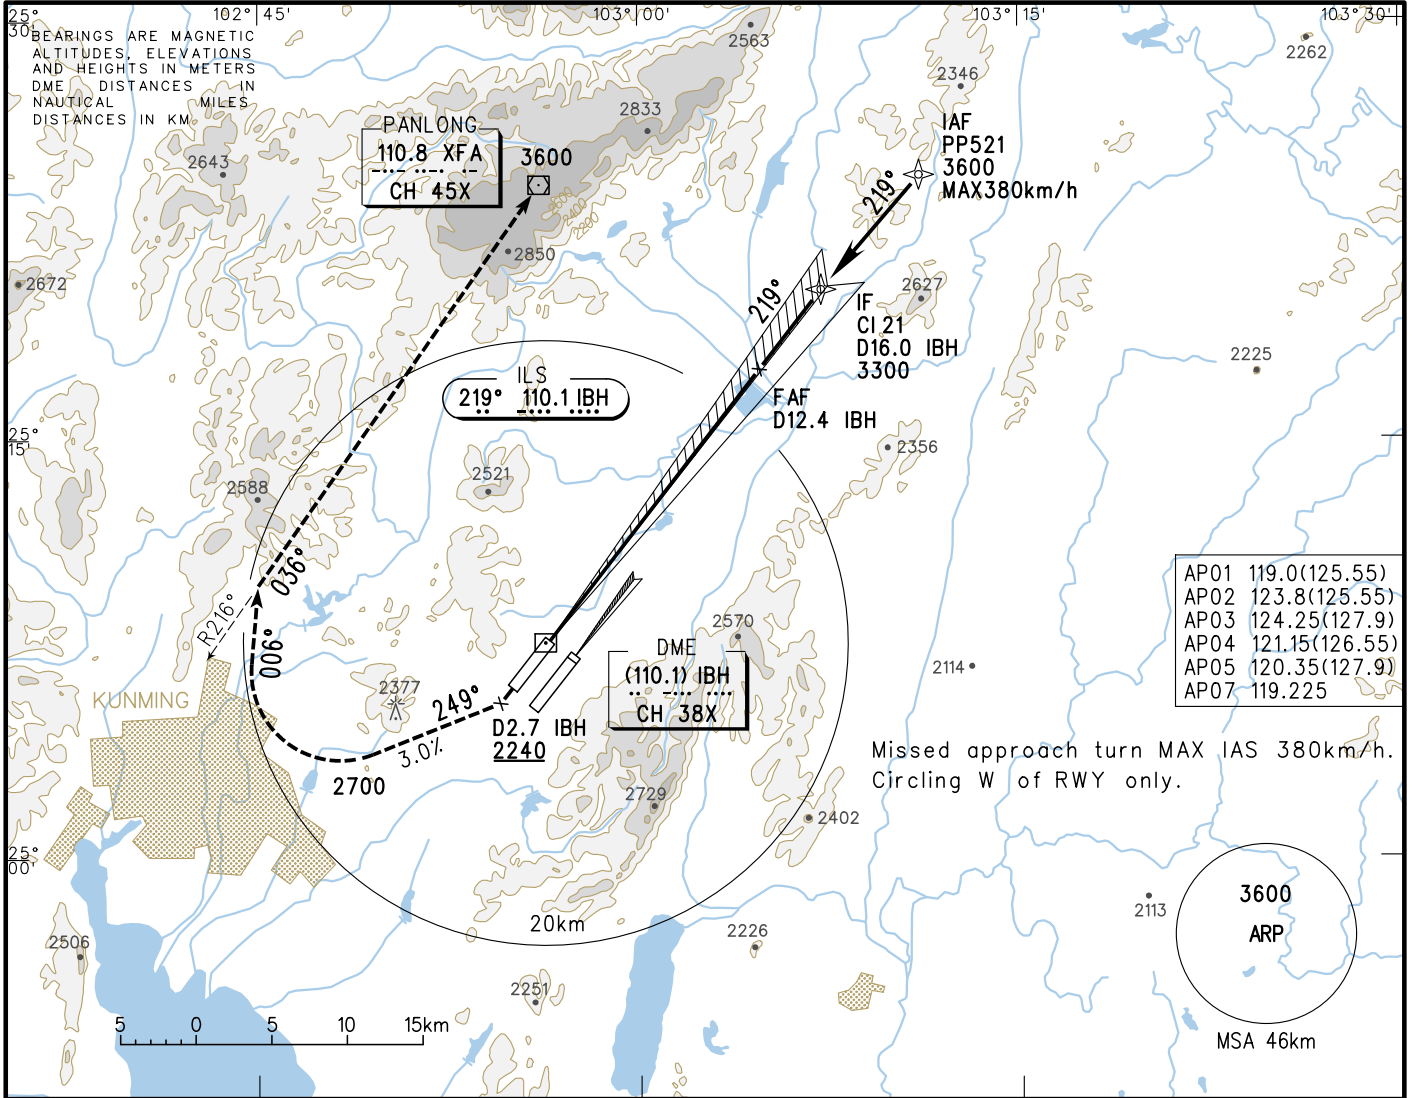 102°45'
103°00'
103°15'
103°30'
25°
30'
BEARINGS ARE MAGNETIC
ALTITUDES, ELEVATIONS
AND HEIGHTS IN METERS
DME DISTANCES IN
NAUTICAL MILES
DISTANCES IN KM
2563
2262
2346
2833
PANLONG
110.8 XFA
CH 45X
3600
IAF
PP521
3600
MAX380km/h
2643
219°
2600
2400
2200
2850
2672
2627
219°
IF
CI 21
D16.0 IBH
3300
2225
ILS
219° 110.1 IBH
FAF
D12.4 IBH
25°
15'
2356
2521
2588
036°
AP01 119.0(125.55)
AP02 123.8(125.55)
AP03 124.25(127.9)
AP04 121.15(126.55)
AP05 120.35(127.9)
AP07 119.225
R216°
2570
006°
DME
(110.1) IBH
CH 38X
2114
KUNMING
2377
249°
D2.7 IBH
2240
3.0%
2700
Missed approach turn MAX IAS 380km/h.
Circling W of RWY only.
2729
2402
25°
00'
3600
ARP
2113
20km
2506
2226
2251
5 0 5 10 15km
MSA 46km